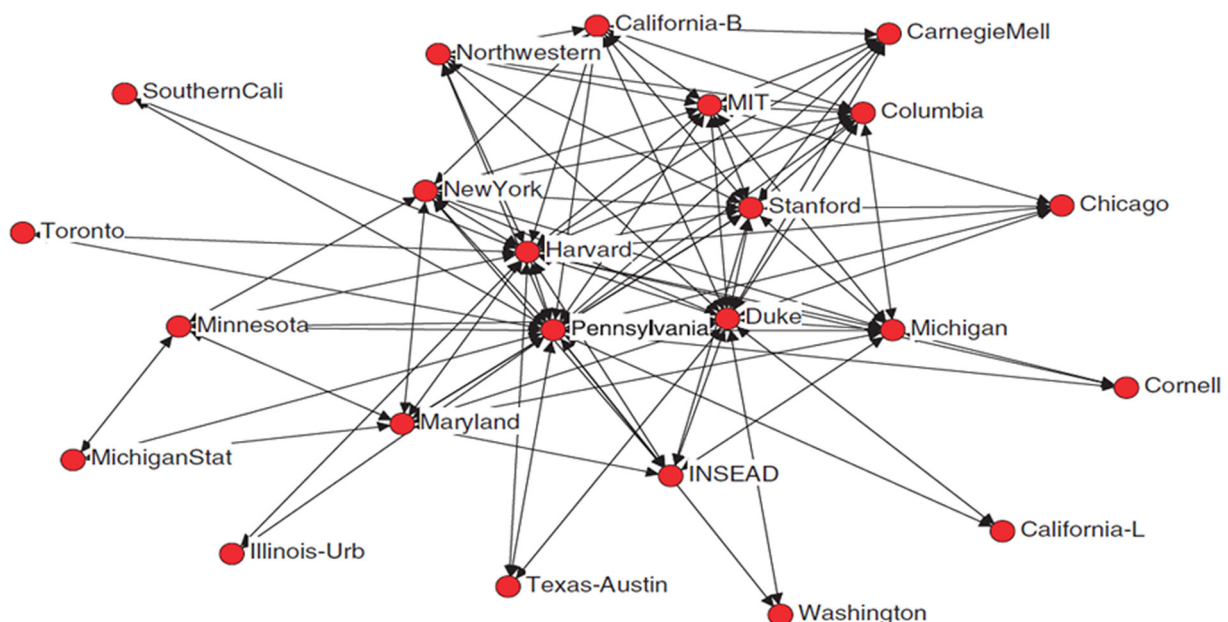 California-B
CarnegieMell
Northwestern
SouthernCali
MIT
Columbia
NewYork
Stanford
Chicago
Toronto
Harvard
Minnesota
Pennsylvania
Duke
Michigan
Cornell
Maryland
MichiganStat
INSEAD
California-L
Illinois-Urb
Texas-Austin
Washington